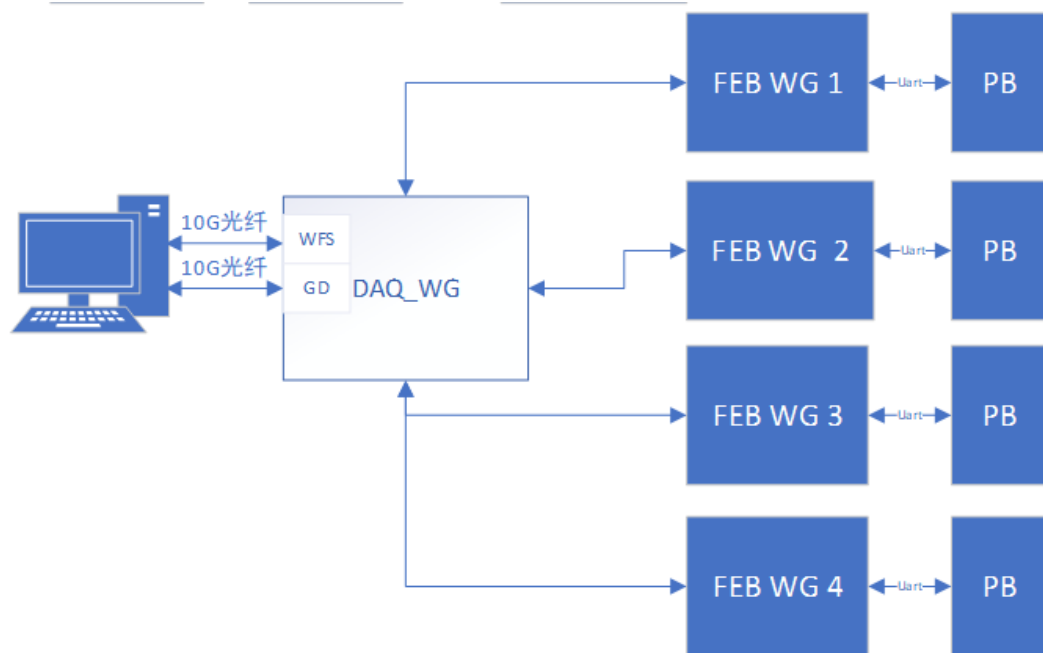 FEB WG 1
Uart
PB
10G光纤
WFS
10G光纤
GD
DAQ_WG
FEB WG 2
Uart
PB
FEB WG 3
Uart
PB
FEB WG 4
Uart
PB